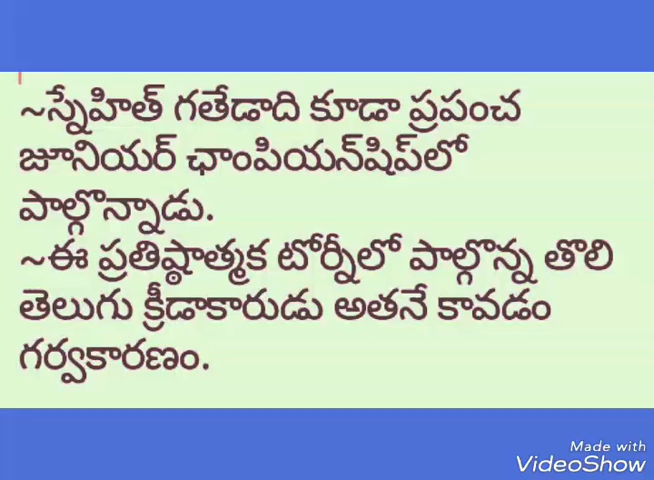 ~స్నేహిత్ గతేడాది కూడా ప్రపంచ
జూనియర్ ఛాంపియన్‌షిప్‌లో
పాల్గొన్నాడు.
~ఈ ప్రతిష్ఠాత్మక టోర్నీలో పాల్గొన్న తొలి
తెలుగు క్రీడాకారుడు అతనే కావడం
గర్వకారణం.
Made with
VideoShow